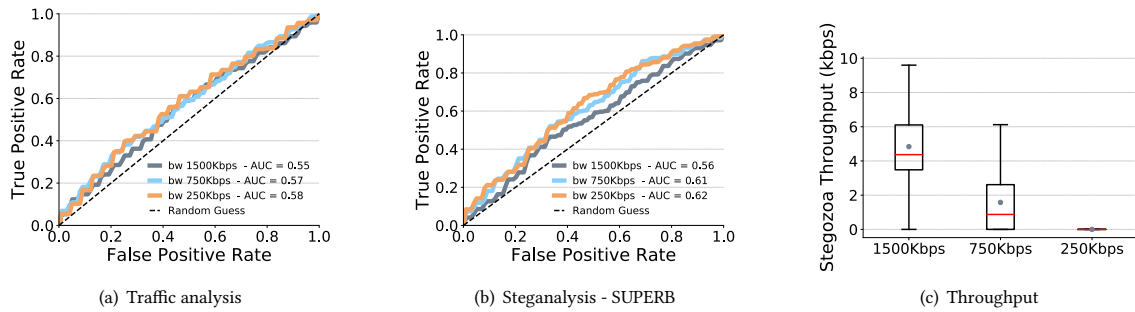 True Positive Rate
1.0
0.8
0.6
0.4
0.2
0.0
bw 1500Kbps - AUC = 0.55
bw 750Kbps - AUC = 0.57
bw 250Kbps - AUC = 0.58
Random Guess
0.0 0.2 0.4 0.6 0.8 1.0
False Positive Rate
(a) Traffic analysis
True Positive Rate
1.0
0.8
0.6
0.4
0.2
0.0
bw 1500Kbps - AUC = 0.56
bw 750Kbps - AUC = 0.61
bw 250Kbps - AUC = 0.62
Random Guess
0.0 0.2 0.4 0.6 0.8 1.0
False Positive Rate
(b) Steganalysis - SUPERB
Stegozoa Throughput (kbps)
10
8
6
4
2
0
1500Kbps 750Kbps 250Kbps
(c) Throughput